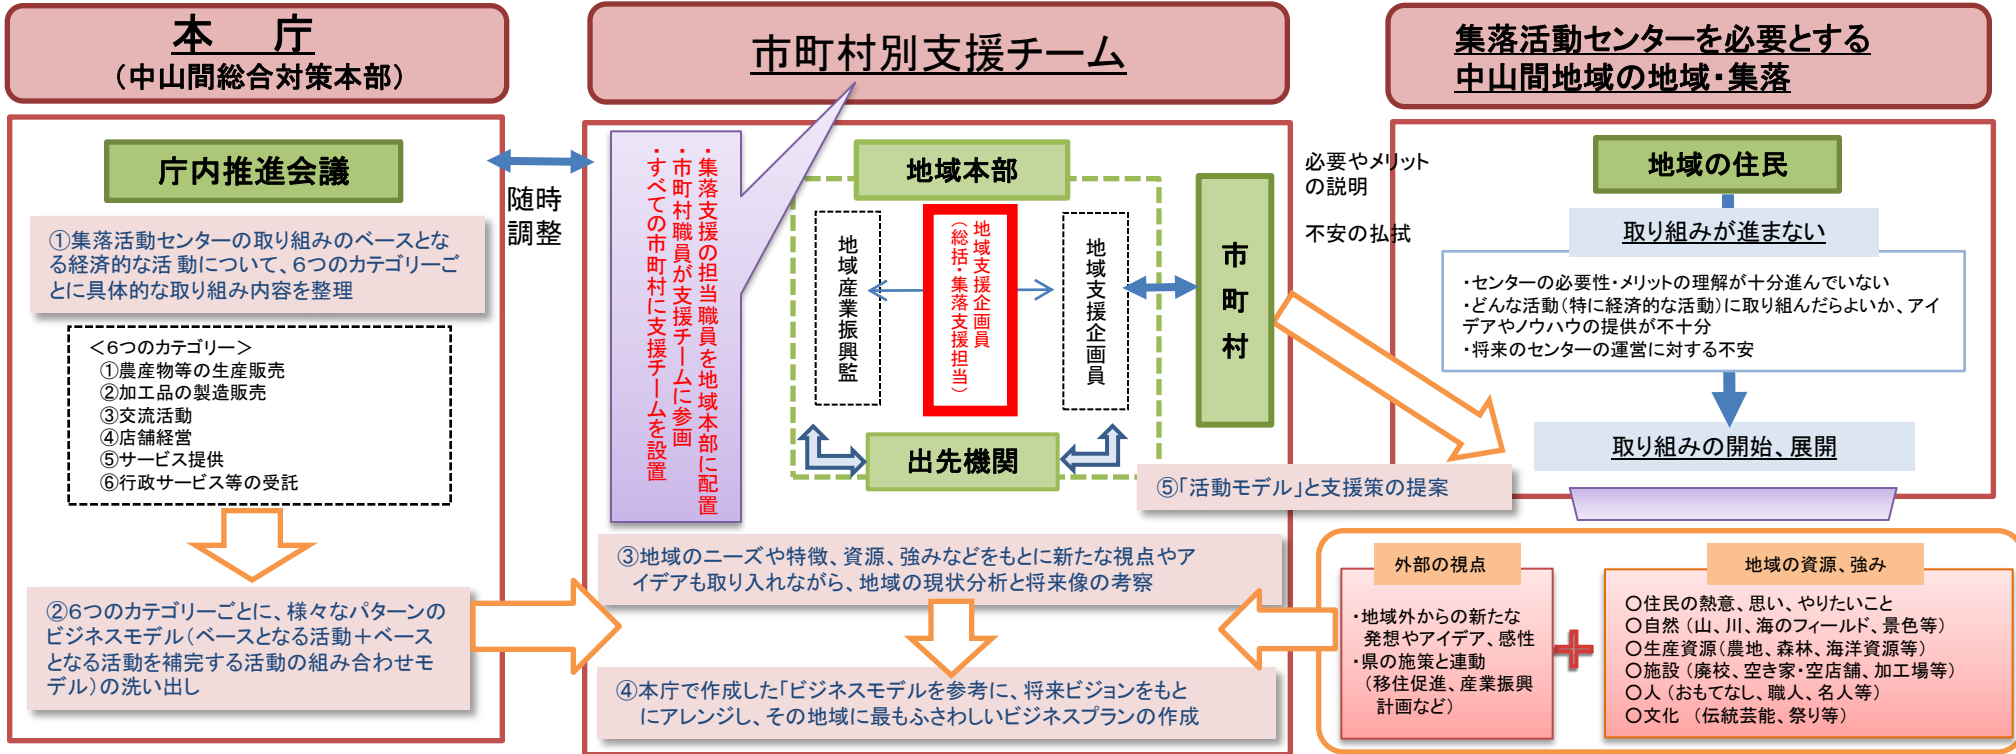 本　庁
（中山間総合対策本部）
庁内推進会議
①集落活動センターの取り組みのベースとな
る経済的な活動について、６つのカテゴリーご
とに具体的な取り組み内容を整理
＜６つのカテゴリー＞
①農産物等の生産販売
②加工品の製造販売
③交流活動
④店舗経営
⑤サービス提供
⑥行政サービス等の受託
②６つのカテゴリーごとに、様々なパターンの
ビジネスモデル（ベースとなる活動＋ベース
となる活動を補完する活動の組み合わせモ
デル）の洗い出し
随時
調整
市町村別支援チーム
・集落支援の担当職員を地域本部に配置
・市町村職員が支援チームに参画
・すべての市町村に支援チームを設置
地域本部
地域産業振興監
地域支援企画員
（総括・集落支援担当）
地域支援企画員
出先機関
市町村
③地域のニーズや特徴、資源、強みなどをもとに新たな視点やア
イデアも取り入れながら、地域の現状分析と将来像の考察
④本庁で作成した「ビジネスモデルを参考に、将来ビジョンをもと
にアレンジし、その地域に最もふさわしいビジネスプランの作成
必要やメリット
の説明
不安の払拭
⑤「活動モデル」と支援策の提案
集落活動センターを必要とする
中山間地域の地域・集落
地域の住民
取り組みが進まない
・センターの必要性・メリットの理解が十分進んでいない
・どんな活動（特に経済的な活動）に取り組んだらよいか、アイ
デアやノウハウの提供が不十分
・将来のセンターの運営に対する不安
取り組みの開始、展開
外部の視点
・地域外からの新たな
発想やアイデア、感性
・県の施策と連動
（移住促進、産業振興
計画など）
地域の資源、強み
○住民の熱意、思い、やりたいこと
○自然（山、川、海のフィールド、景色等）
○生産資源（農地、森林、海洋資源等）
○施設（廃校、空き家・空店舗、加工場等）
○人（おもてなし、職人、名人等）
○文化　（伝統芸能、祭り等）